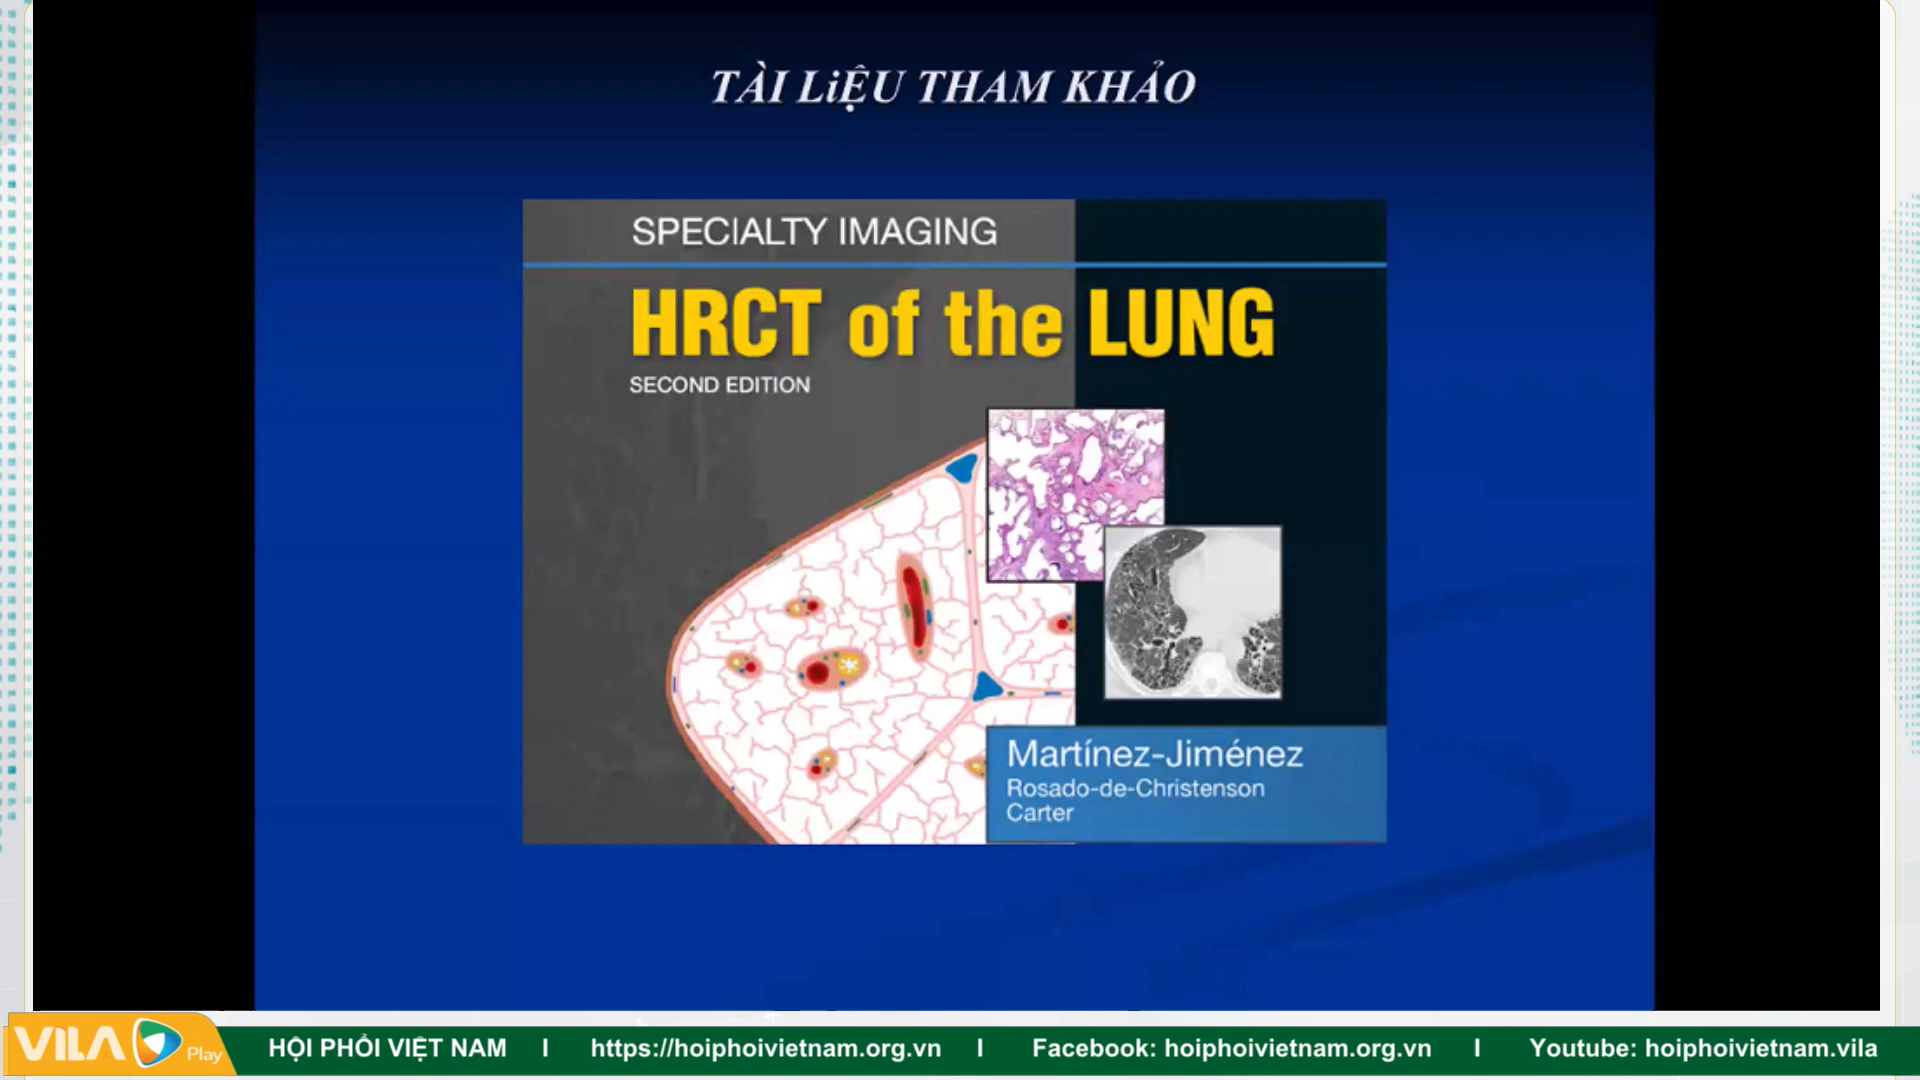 TÀI LiỆU THAM KHẢO
SPECIALTY IMAGING
HRCT of the LUNG
SECOND EDITION
Martínez-Jiménez
Rosado-de-Christenson
Carter
VILA Play
HỘI PHỔI VIỆT NAM I https://hoiphoivietnam.org.vn I Facebook: hoiphoivietnam.org.vn I Youtube: hoiphoivietnam.vila